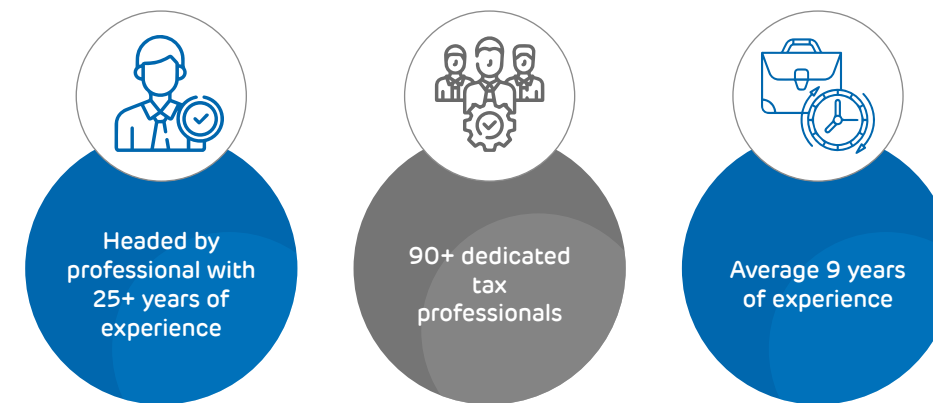 Headed by
professional with
25+ years of
experience
90+ dedicated
tax
professionals
Average 9 years
of experience